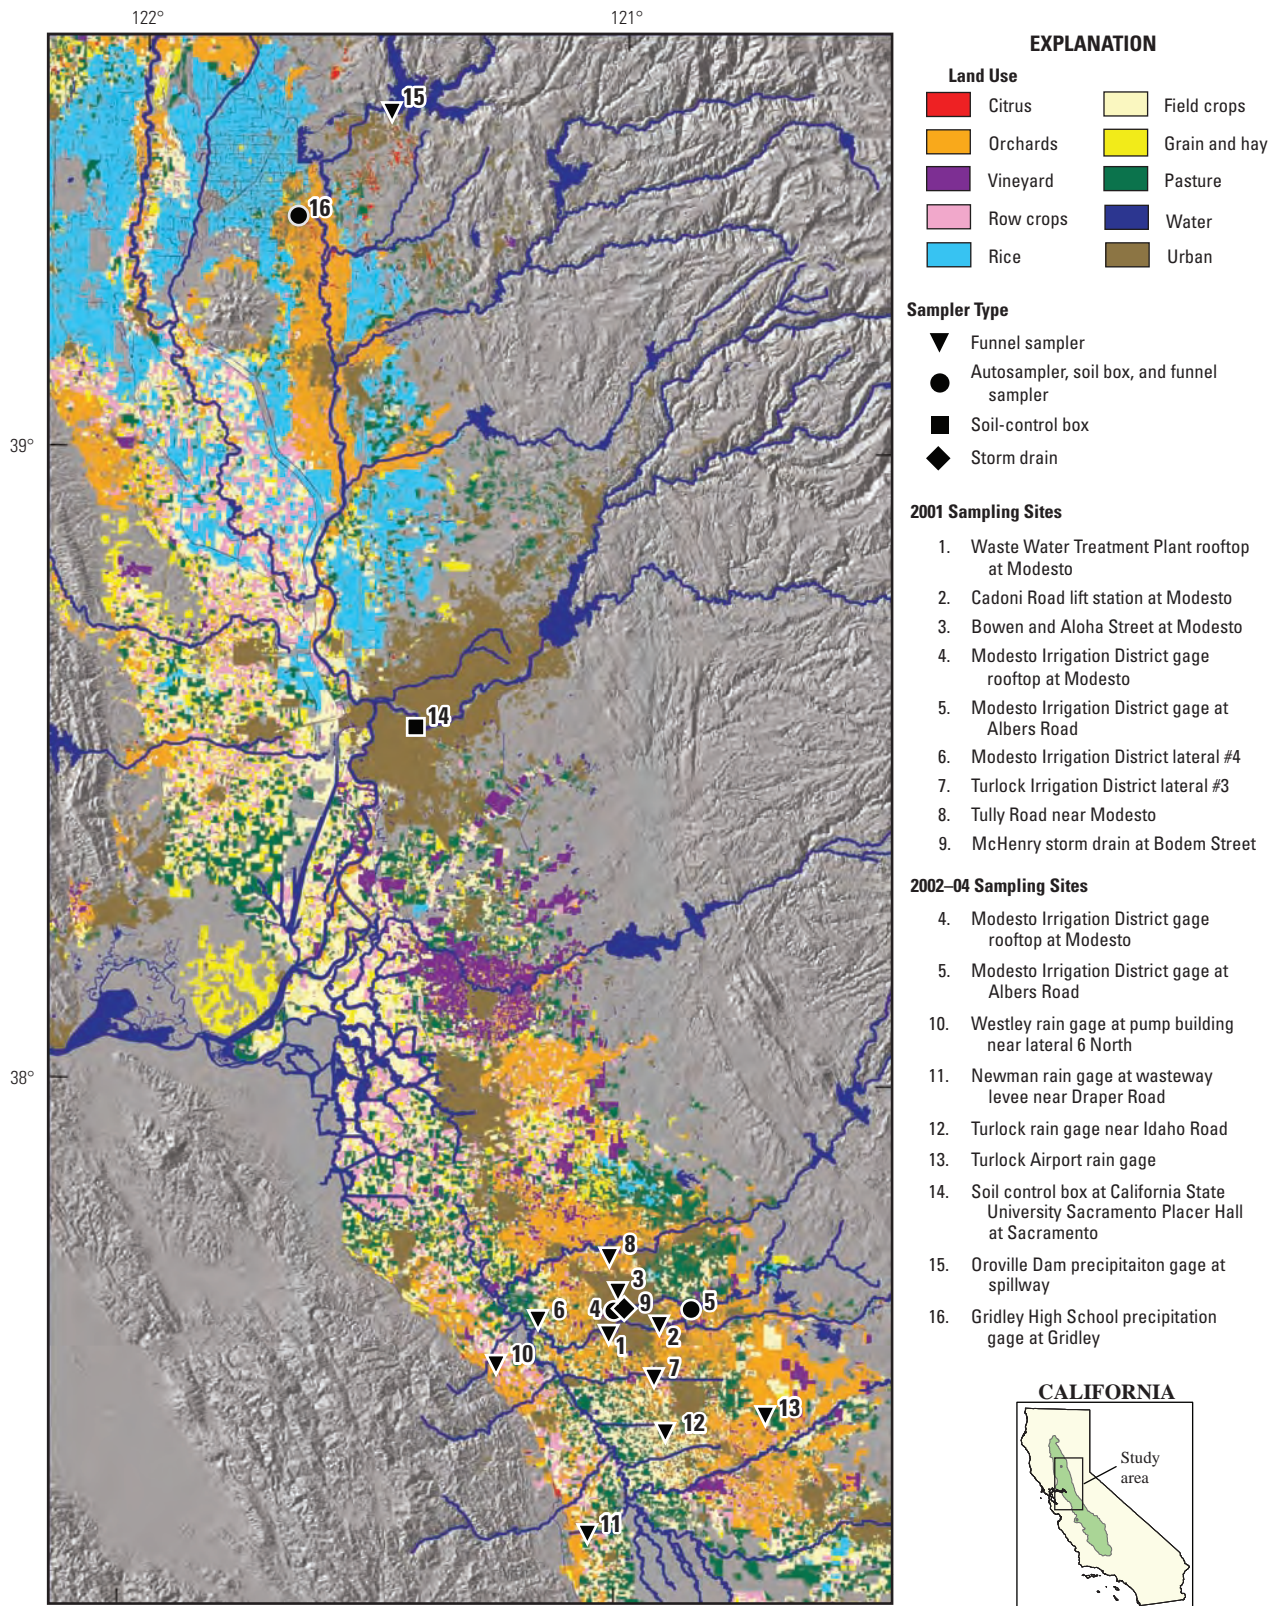 122°
121°
39°
38°
15
16
14
8
3
4
9
5
6
1
2
10
7
12
13
11
EXPLANATION
Land Use
Citrus
Orchards
Vineyard
Row crops
Rice
Field crops
Grain and hay
Pasture
Water
Urban
Sampler Type
Funnel sampler
Autosampler, soil box, and funnel
sampler
Soil-control box
Storm drain
2001 Sampling Sites
1. Waste Water Treatment Plant rooftop
at Modesto
2. Cadoni Road lift station at Modesto
3. Bowen and Aloha Street at Modesto
4. Modesto Irrigation District gage
rooftop at Modesto
5. Modesto Irrigation District gage at
Albers Road
6. Modesto Irrigation District lateral #4
7. Turlock Irrigation District lateral #3
8. Tully Road near Modesto
9. McHenry storm drain at Bodem Street
2002–04 Sampling Sites
4. Modesto Irrigation District gage
rooftop at Modesto
5. Modesto Irrigation District gage at
Albers Road
10. Westley rain gage at pump building
near lateral 6 North
11. Newman rain gage at wasteway
levee near Draper Road
12. Turlock rain gage near Idaho Road
13. Turlock Airport rain gage
14. Soil control box at California State
University Sacramento Placer Hall
at Sacramento
15. Oroville Dam precipitaiton gage at
spillway
16. Gridley High School precipitation
gage at Gridley
CALIFORNIA
Study
area